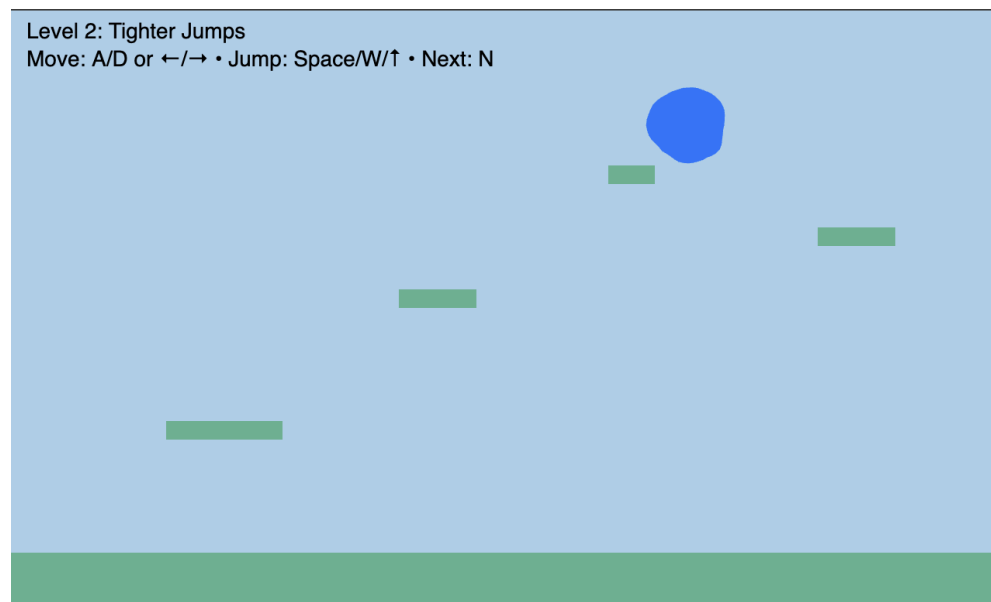 Level 2: Tighter Jumps
Move: A/D or ←/→ • Jump: Space/W/↑ • Next: N